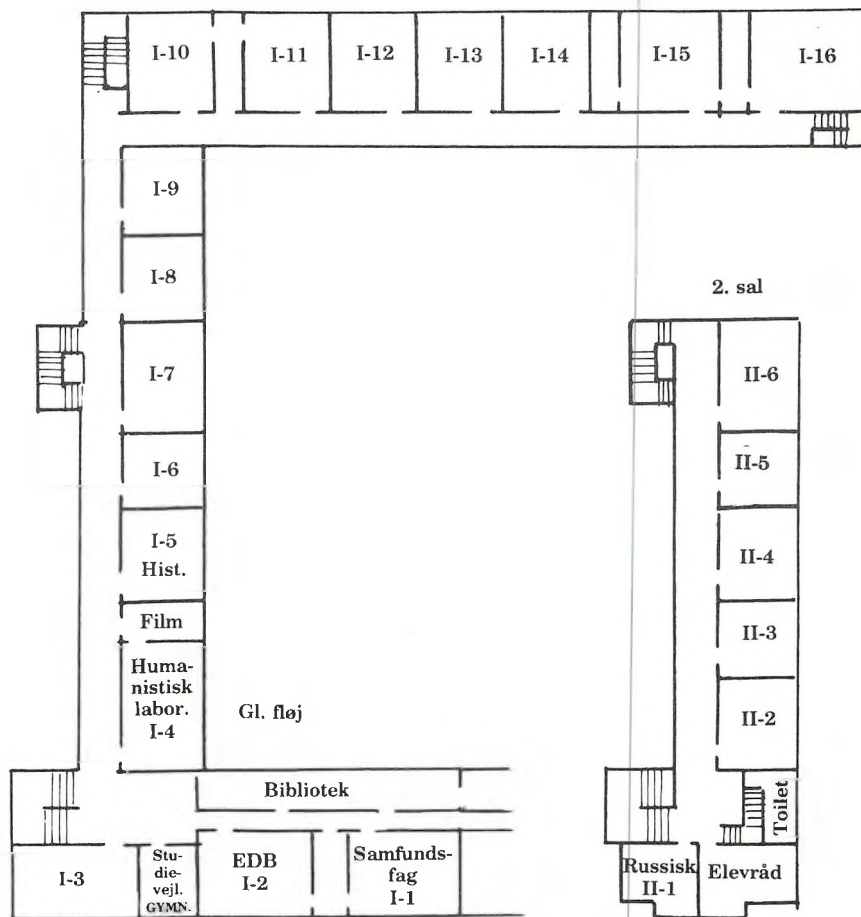 I-10
I-11
I-12
I-13
I-14
I-15
I-16
I-9
I-8
I-7
I-6
I-5
Hist.
Film
Huma-
nistisk
labor.
I-4
Gl. fløj
Bibliotek
I-3
Stu-
die-
vejl.
GYMN.
EDB
I-2
Samfunds-
fag
I-1
2. sal
II-6
II-5
II-4
II-3
II-2
Toilet
Russisk
II-1
Elevråd